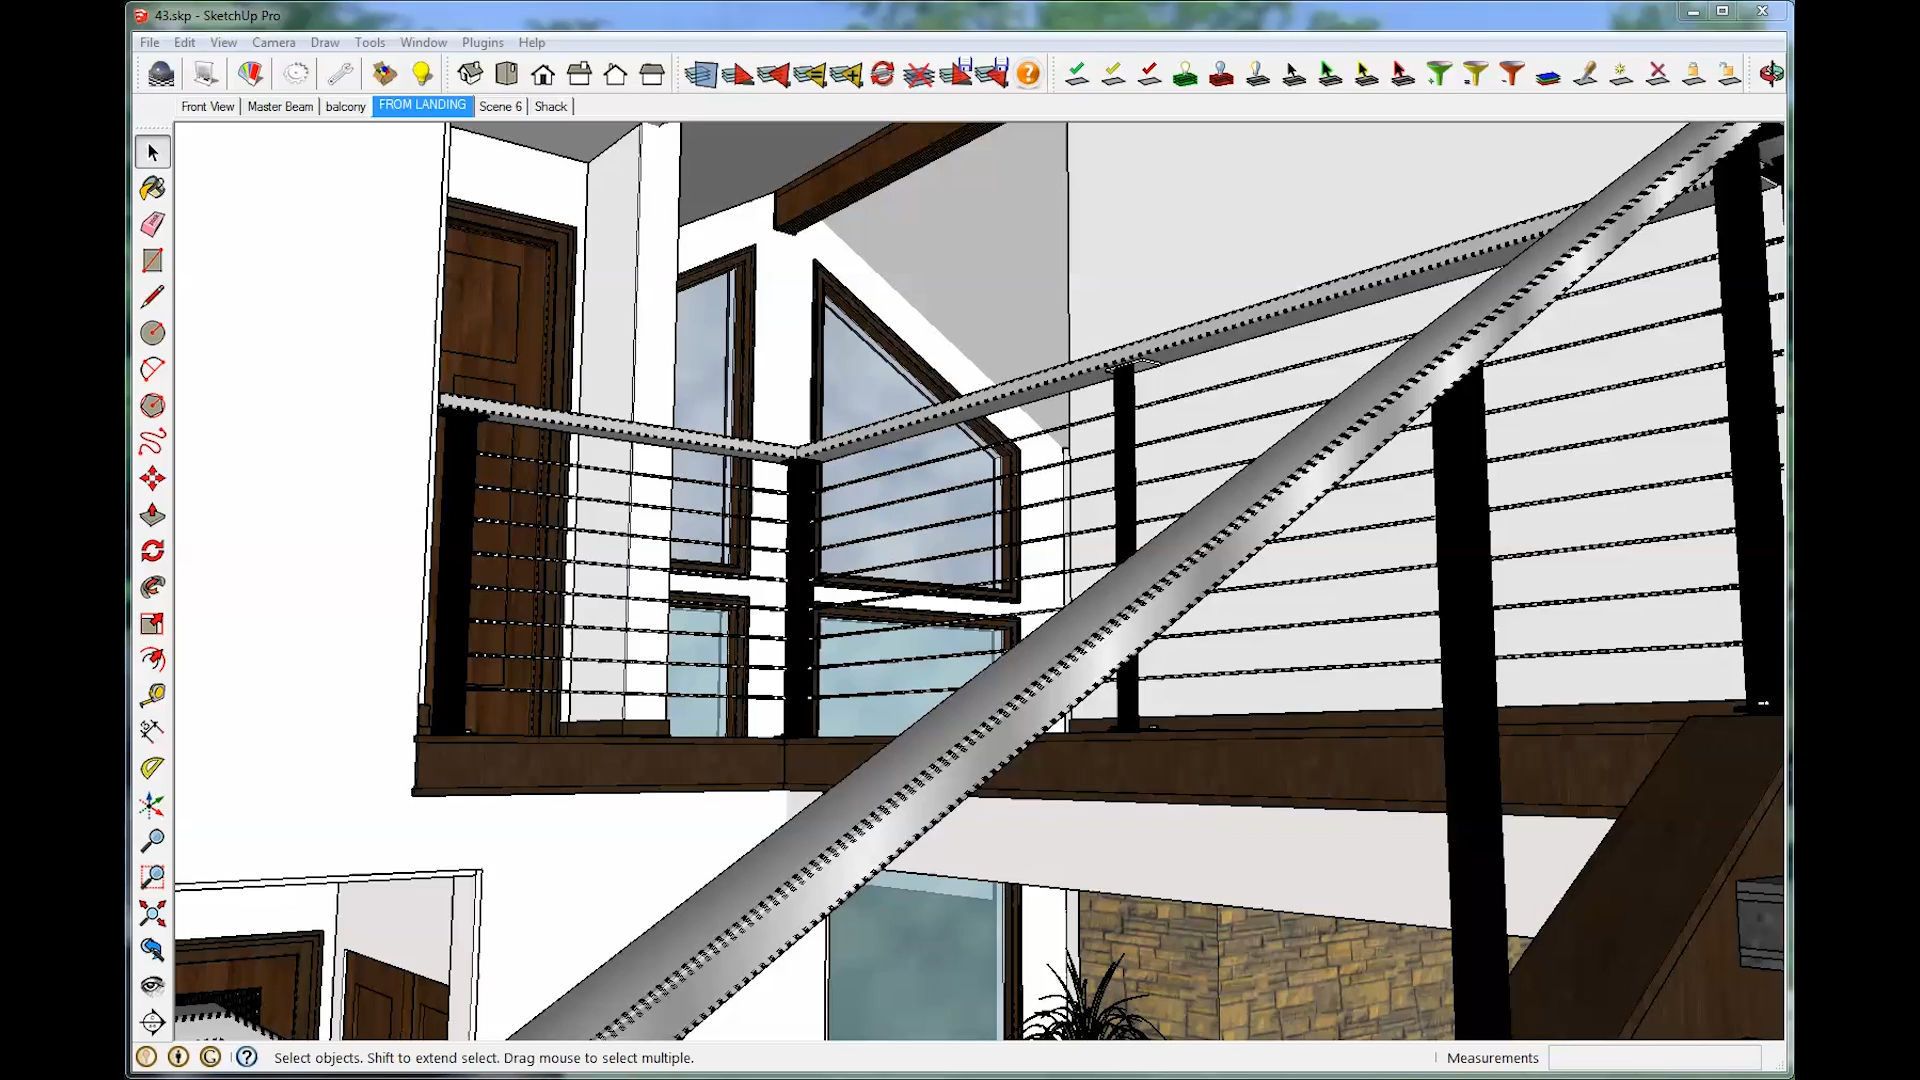 43.skp - SketchUp Pro
File Edit View Camera Draw Tools Window Plugins Help
Front View Master Beam balcony FROM LANDING Scene 6 Shack
Select objects. Shift to extend select. Drag mouse to select multiple.
Measurements